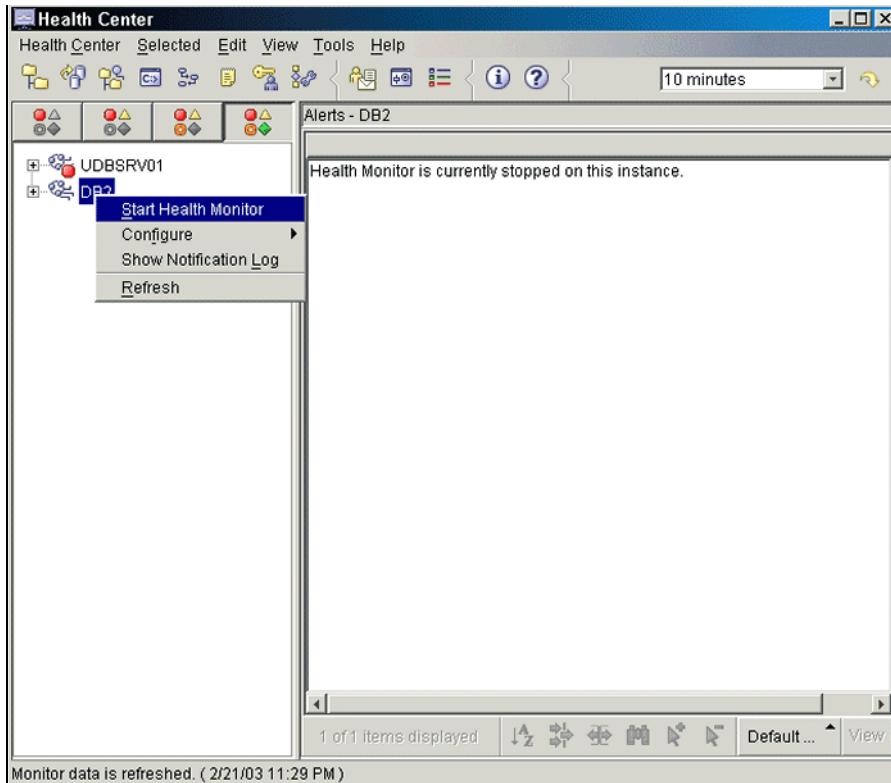 Health Center
Health Center Selected Edit View Tools Help
10 minutes
Alerts - DB2
UDBSRV01
Health Monitor is currently stopped on this instance.
DB2
Start Health Monitor
Configure
Show Notification Log
Refresh
1 of 1 items displayed
Default ...
View
Monitor data is refreshed. ( 2/21/03 11:29 PM )